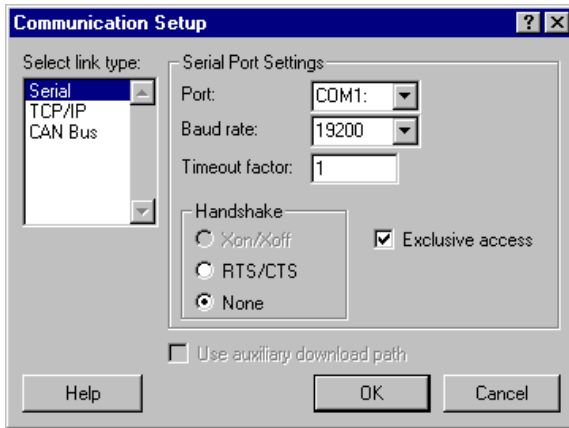 Communication Setup
Select link type:
Serial
TCP/IP
CAN Bus
Serial Port Settings
Port:
COM1:
Baud rate:
19200
Timeout factor:
1
Handshake
Xon/Xoff
RTS/CTS
None
Exclusive access
Use auxiliary download path
Help
OK
Cancel